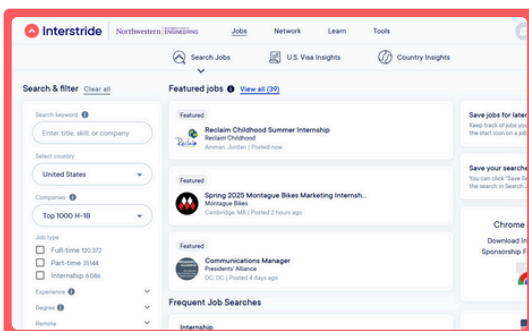 Interstride
Northwestern ENGINEERING
Jobs
Network
Learn
Tools
Search Jobs
U.S. Visa Insights
Country Insights
Search & filter Clear all
Search keyword
Enter title, skill, or company
Select country
United States
Companies
Top 1000 H-1B
Job type
Full-time 120,372
Part-time 31,144
Internship 6,086
Experience
Degree
Remote
Featured jobs View all (39)
Featured
Reclaim Childhood Summer Internship
Reclaim Childhood
Amman, Jordan | Posted now
Featured
Spring 2025 Montague Bikes Marketing Internsh...
Montague Bikes
Cambridge, MA | Posted 2 hours ago
Featured
Communications Manager
Presidents' Alliance
DC, DC | Posted 4 days ago
Frequent Job Searches
Internship
Save jobs for later
Keep track of jobs you
the start icon on a job
Save your searche
You can click "Save Se
the search in Search J
Chrome
Download In
Sponsorship F